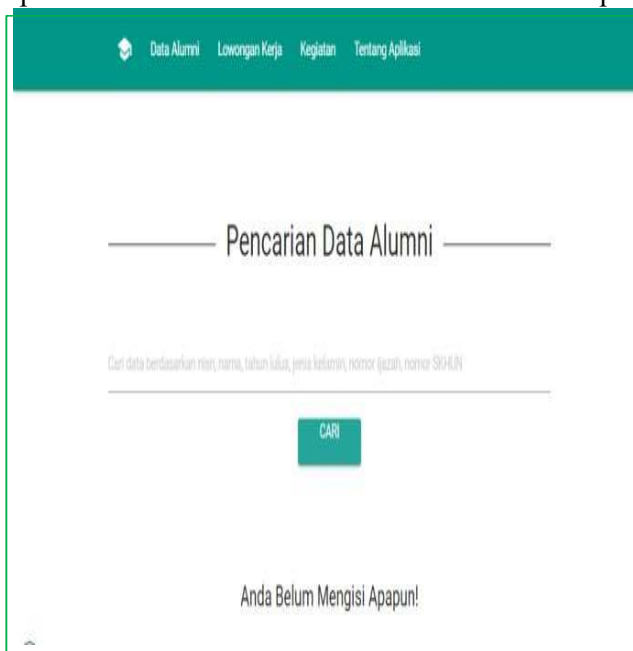 Data Alumni Lowongan Kerja Kegiatan Tentang Aplikasi
Pencarian Data Alumni
Cari data berdasarkan nisn, nama, tahun lulus, jenis kelamin, nomor ijazah, nomor SKHUN
CARI
Anda Belum Mengisi Apapun!